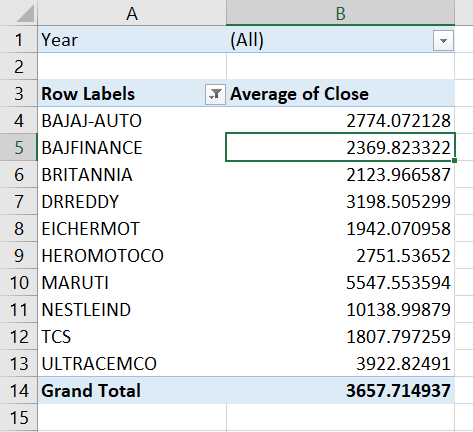 A B
1 Year (All)
2
3 Row Labels Average of Close
4 BAJAJ-AUTO 2774.072128
5 BAJFINANCE 2369.823322
6 BRITANNIA 2123.966587
7 DRREDDY 3198.505299
8 EICHERMOT 1942.070958
9 HEROMOTOCO 2751.53652
10 MARUTI 5547.553594
11 NESTLEIND 10138.99879
12 TCS 1807.797259
13 ULTRACEMCO 3922.82491
14 Grand Total 3657.714937
15